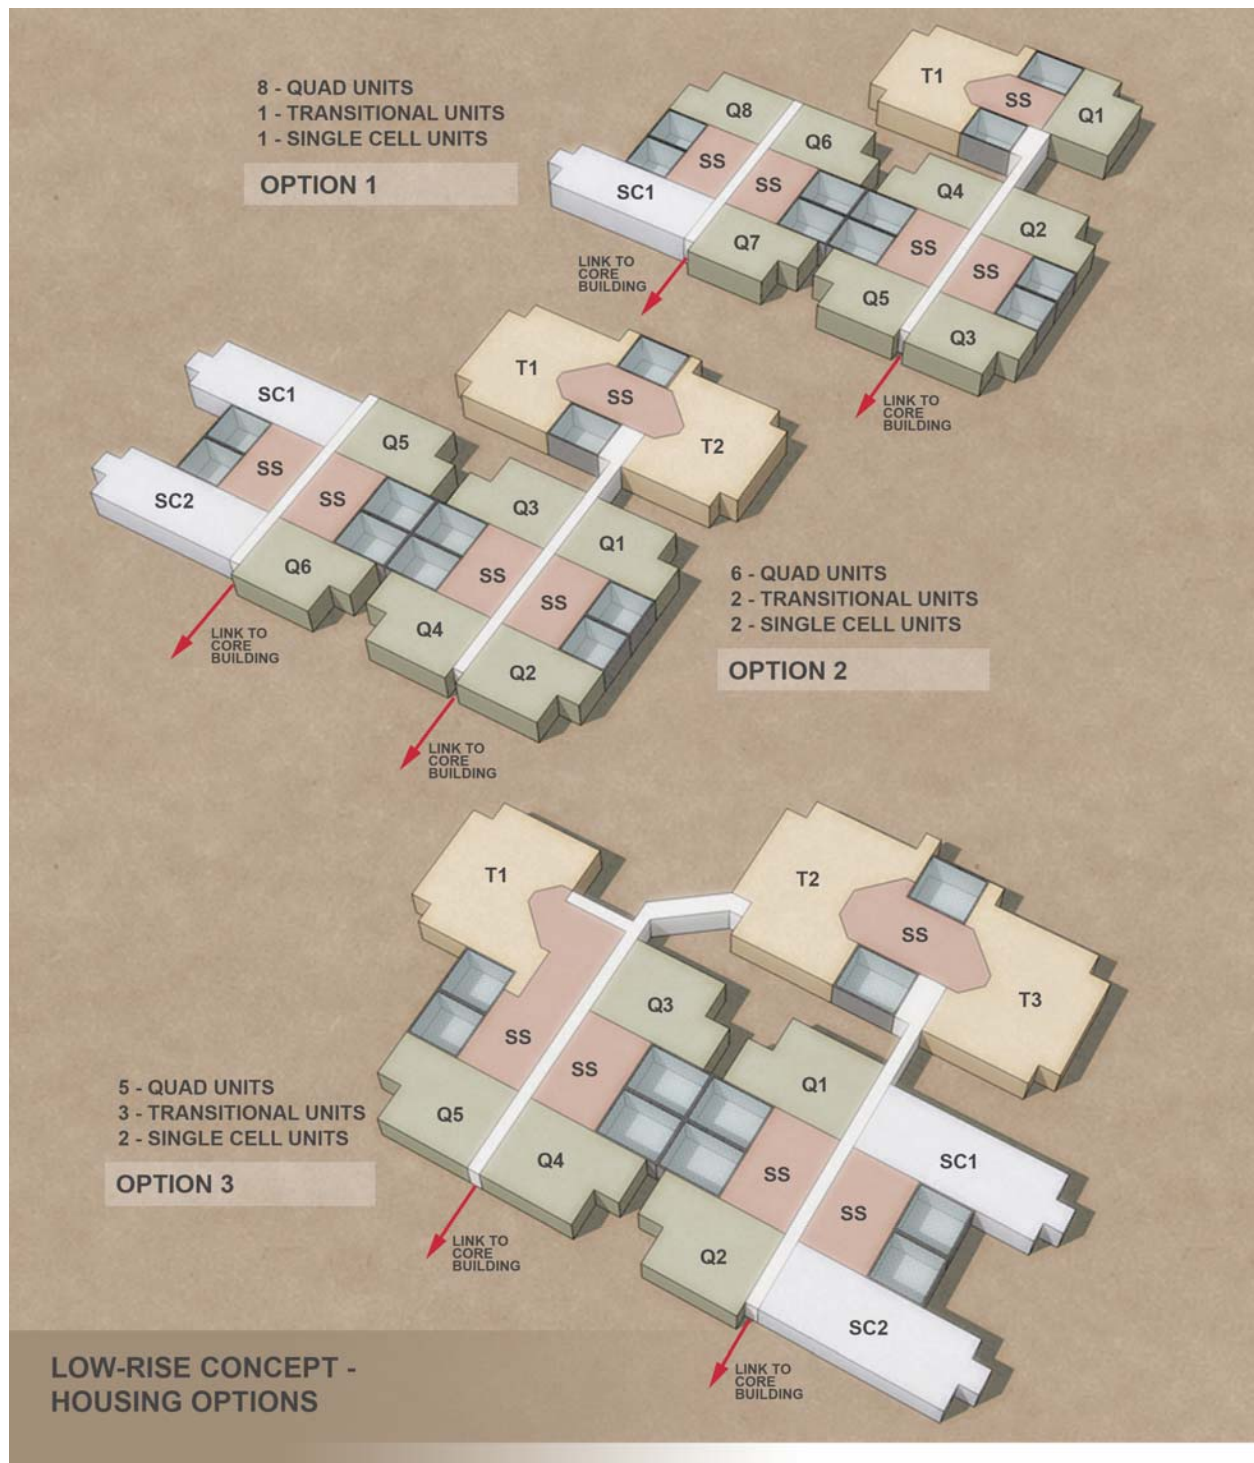 8 - QUAD UNITS
1 - TRANSITIONAL UNITS
1 - SINGLE CELL UNITS
OPTION 1
T1
SS
Q1
Q8
Q6
SS
SS
SC1
Q7
Q4
Q2
SS
SS
Q5
Q3
LINK TO
CORE
BUILDING
LINK TO
CORE
BUILDING
T1
SS
T2
SC1
Q5
SS
SS
SC2
Q6
Q3
Q1
SS
SS
Q4
Q2
LINK TO
CORE
BUILDING
LINK TO
CORE
BUILDING
6 - QUAD UNITS
2 - TRANSITIONAL UNITS
2 - SINGLE CELL UNITS
OPTION 2
T1
T2
SS
T3
Q3
SS
SS
Q1
Q5
Q4
SC1
SS
SS
Q2
SC2
LINK TO
CORE
BUILDING
LINK TO
CORE
BUILDING
5 - QUAD UNITS
3 - TRANSITIONAL UNITS
2 - SINGLE CELL UNITS
OPTION 3
LOW-RISE CONCEPT -
HOUSING OPTIONS